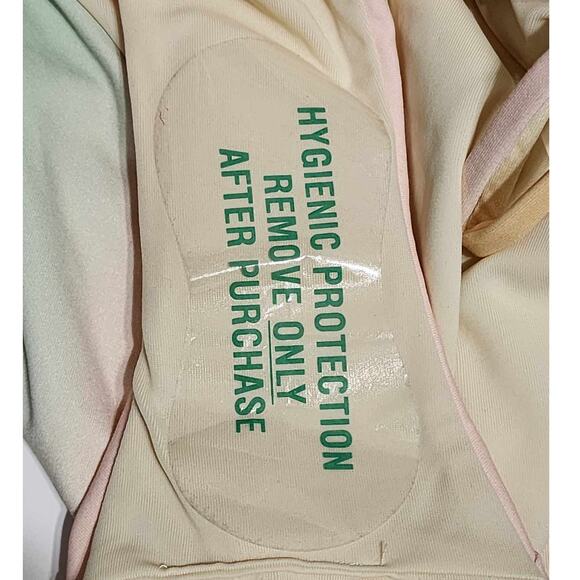 HYGIENIC PROTECTION
REMOVE ONLY
AFTER PURCHASE